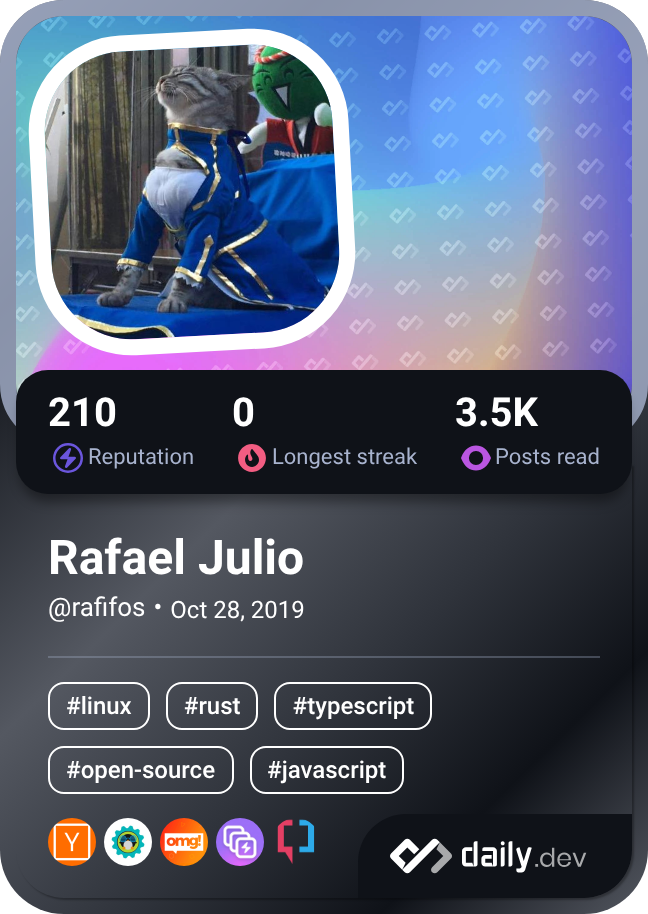 210 0 3.5K
Reputation Longest streak Posts read
Rafael Julio
@rafifos • Oct 28, 2019
#linux #rust #typescript
#open-source #javascript
Y omg!
daily.dev